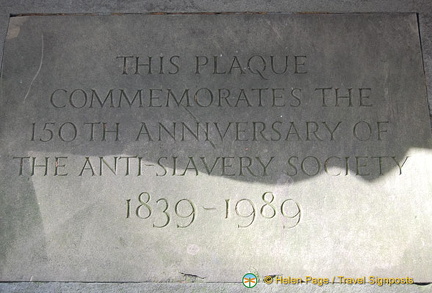 THIS PLAQUE
COMMEMORATES THE
150TH ANNIVERSARY OF
THE ANTI-SLAVERY SOCIETY
1839-1989
© Helen Page / Travel Signposts